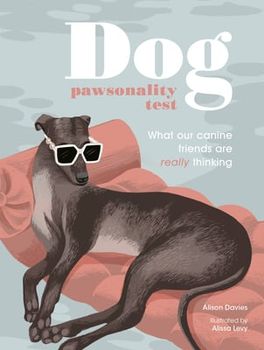 Dog
pawsonality
test
What our canine
friends are
really thinking
Alison Davies
Illustrated by
Alissa Levy